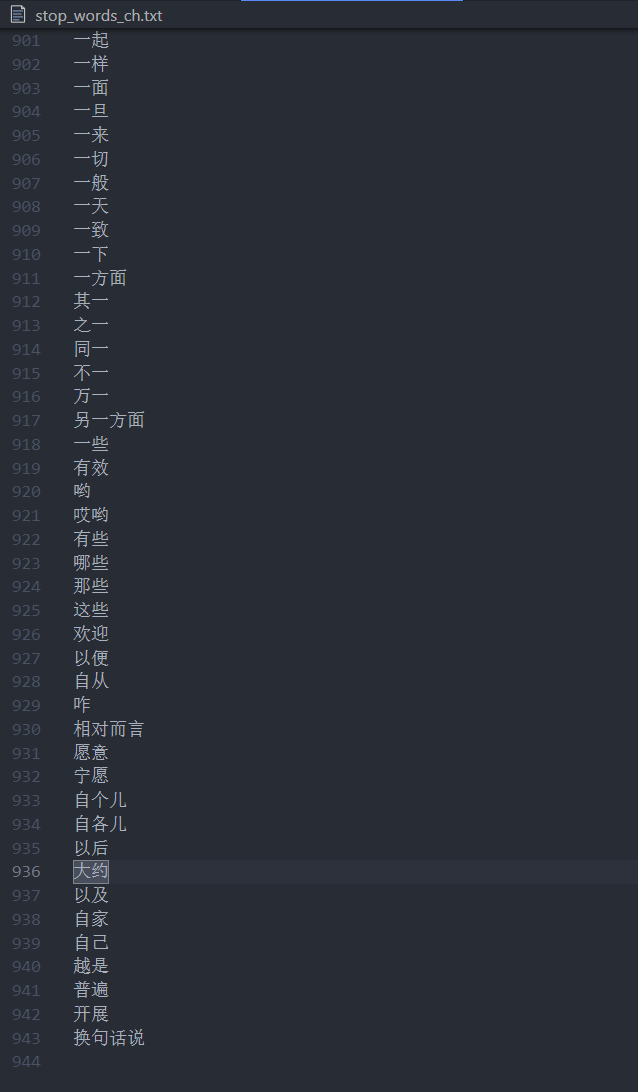 stop_words_ch.txt
901 一起
902 一样
903 一面
904 一旦
905 一来
906 一切
907 一般
908 一天
909 一致
910 一下
911 一方面
912 其一
913 之一
914 同一
915 不一
916 万一
917 另一方面
918 一些
919 有效
920 哟
921 哎哟
922 有些
923 哪些
924 那些
925 这些
926 欢迎
927 以便
928 自从
929 咋
930 相对而言
931 愿意
932 宁愿
933 自个儿
934 自各儿
935 以后
936 大约
937 以及
938 自家
939 自己
940 越是
941 普遍
942 开展
943 换句话说
944